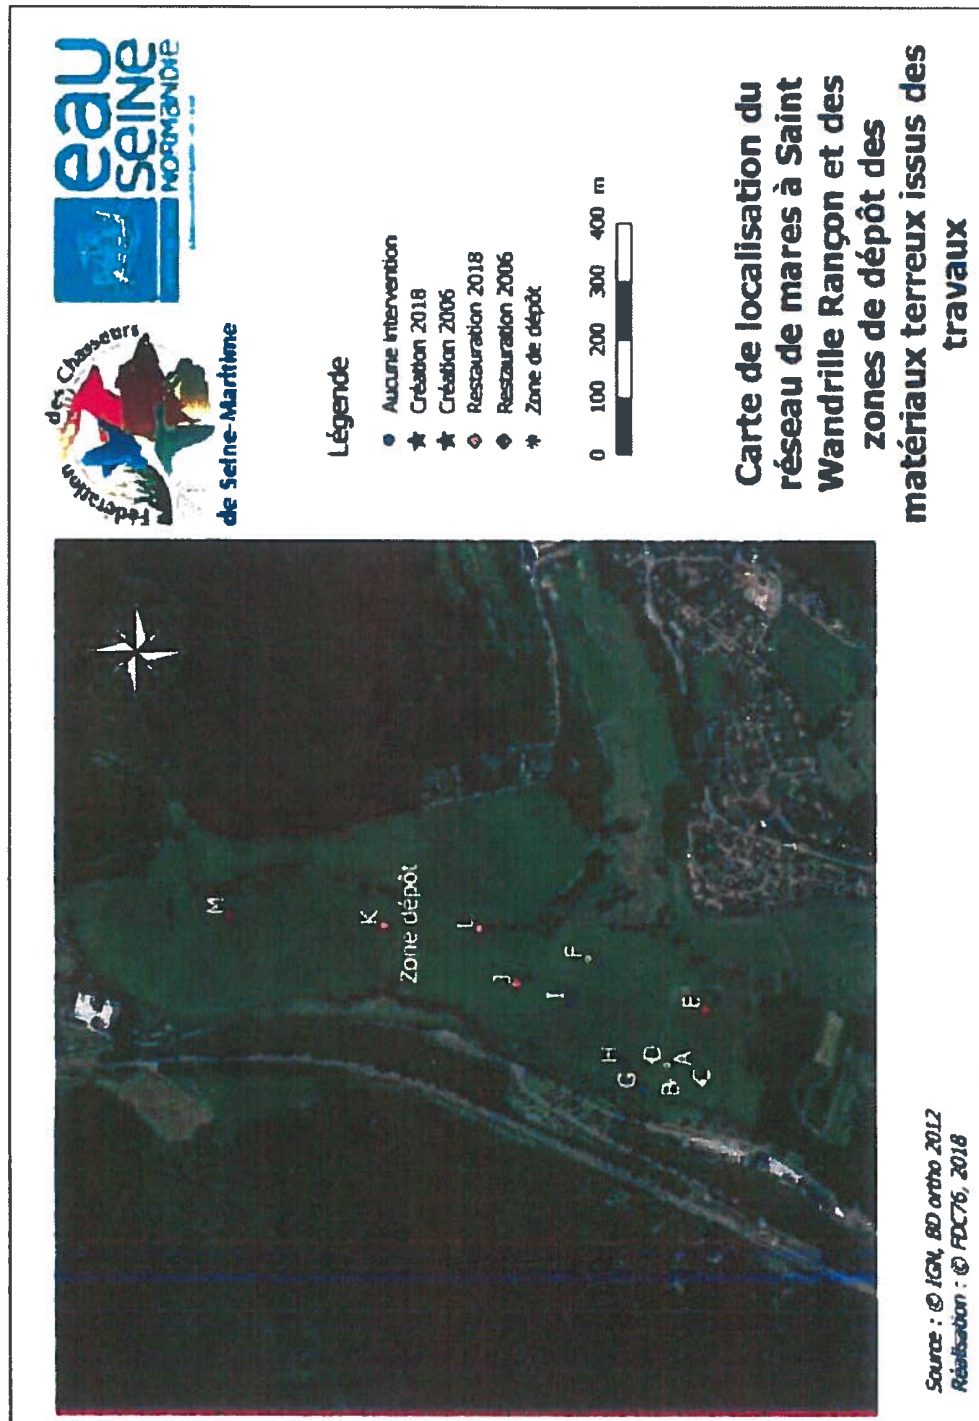 Fédération des Chasseurs
de Seine-Maritime
eau
seine
NORMANDIE
Légende
Aucune Intervention
Création 2018
Création 2006
Restauration 2018
Restauration 2006
Zone de dépôt
0 100 200 300 400 m
Carte de localisation du
réseau de mares à Saint
Wandrille Rançon et des
zones de dépôt des
matériaux terreux issus des
travaux
M
K
Zone dépôt
L
J
F
I
E
H
G
D
A
B
C
Source : © IGN, BD ortho 2012
Réalisation : © FDC76, 2018